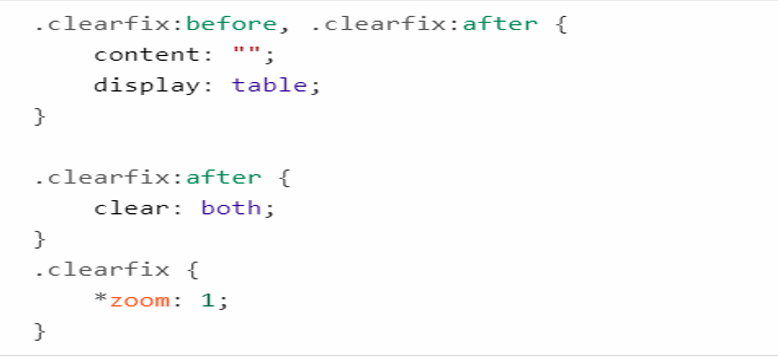 .clearfix:before, .clearfix:after {
    content: "";
    display: table;
}

.clearfix:after {
    clear: both;
}
.clearfix {
    *zoom: 1;
}